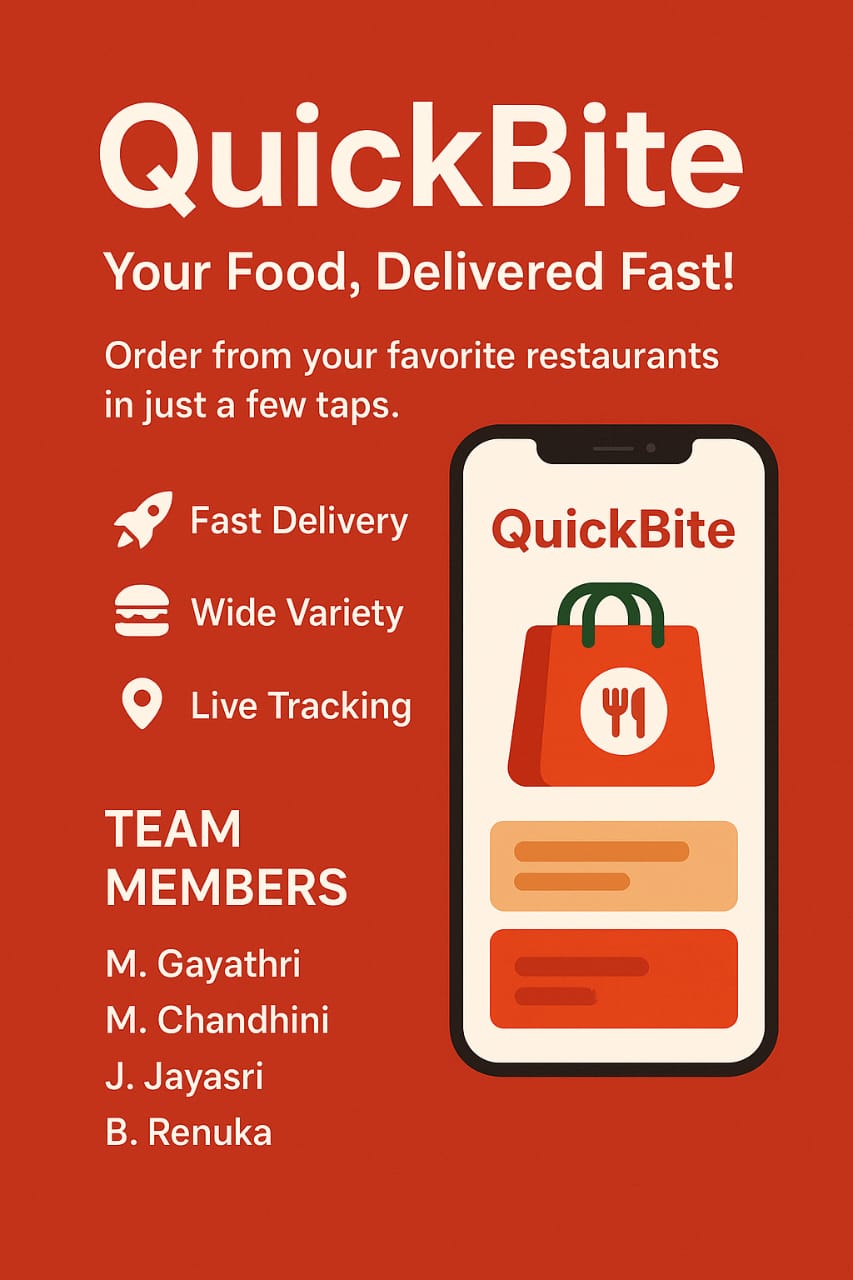 QuickBite
Your Food, Delivered Fast!
Order from your favorite restaurants
in just a few taps.
Fast Delivery
Wide Variety
Live Tracking
QuickBite
TEAM
MEMBERS
M. Gayathri
M. Chandhini
J. Jayasri
B. Renuka